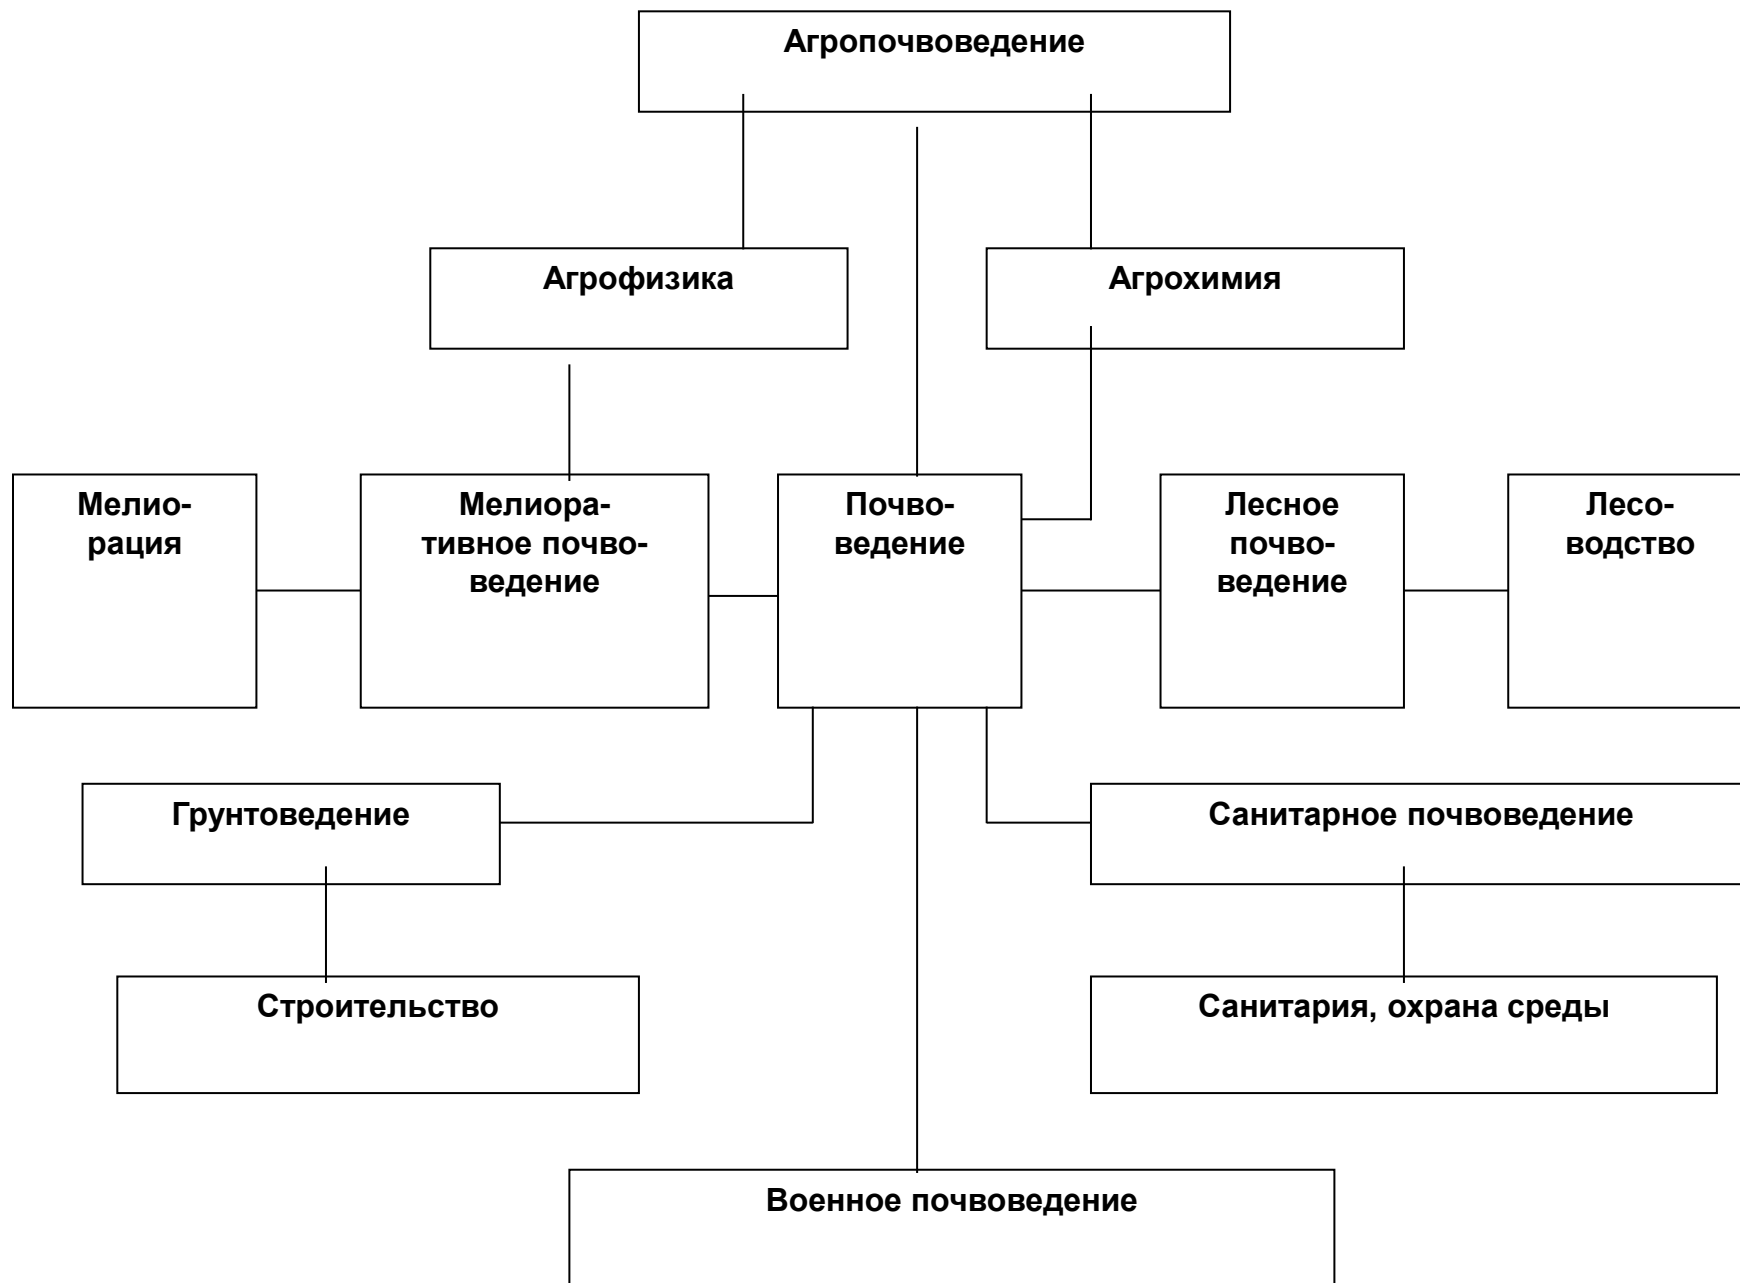 Агропочвоведение
Агрофизика
Агрохимия
Мелио-
рация
Мелиора-
тивное почво-
ведение
Почво-
ведение
Лесное
почво-
ведение
Лесо-
водство
Грунтоведение
Санитарное почвоведение
Строительство
Санитария, охрана среды
Военное почвоведение